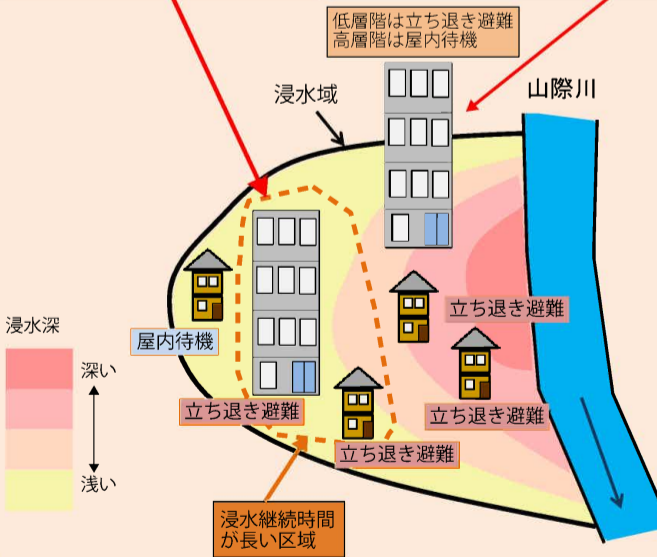 低層階は立ち退き避難
高層階は屋内待機
山際川
浸水域
立ち退き避難
屋内待機
浸水深
深い
立ち退き避難
立ち退き避難
立ち退き避難
浅い
浸水継続時間
が長い区域